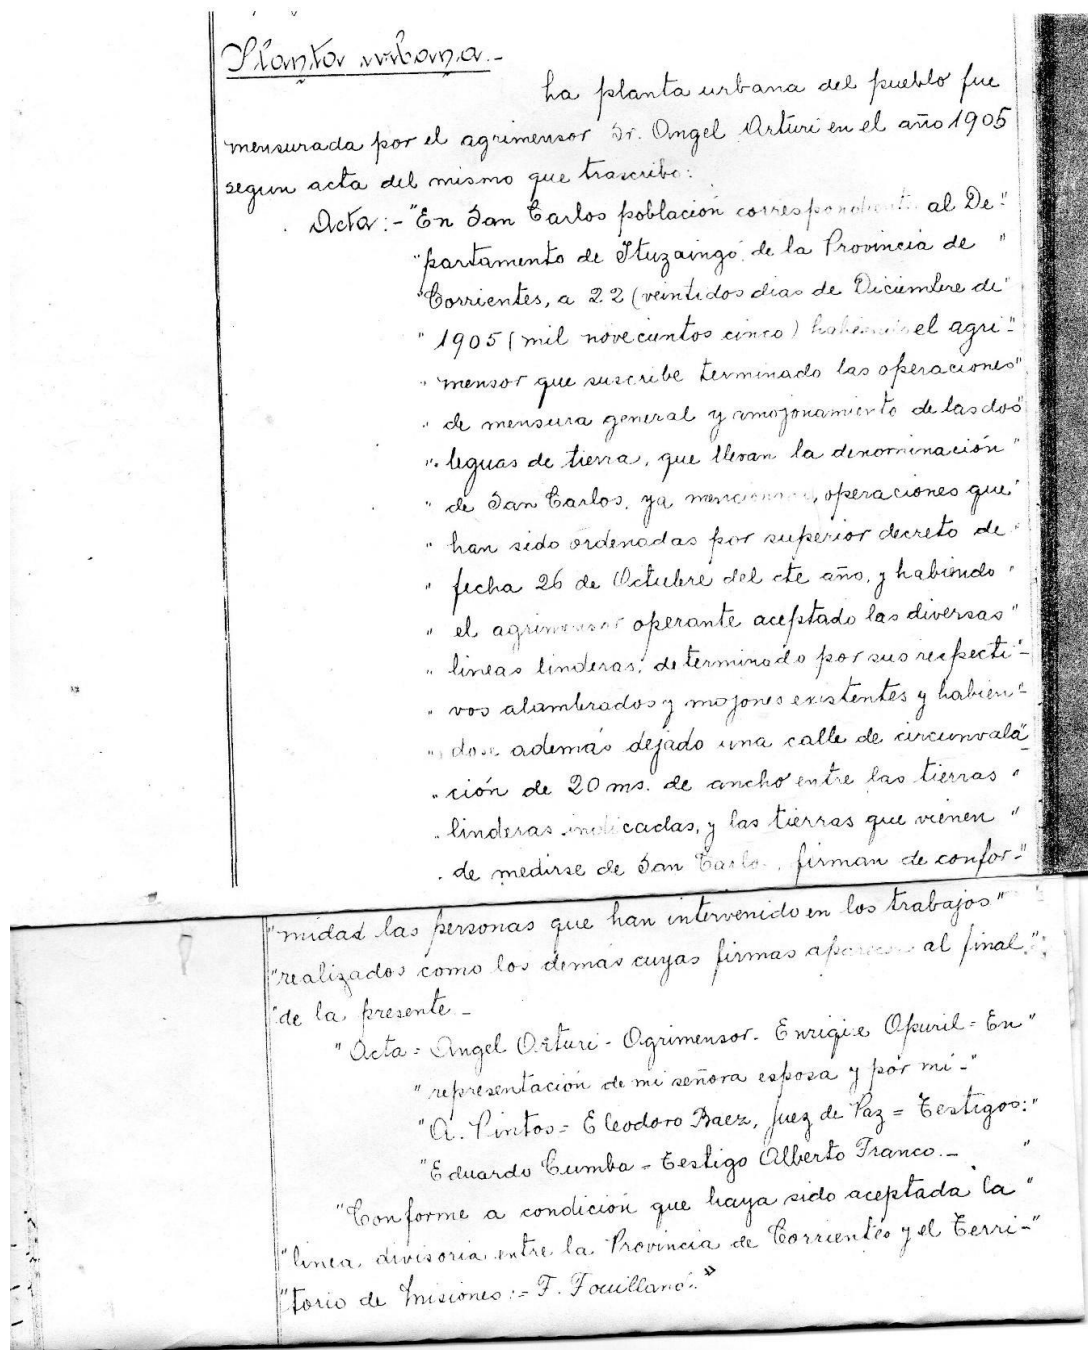 Planta urbana.-
La planta urbana del pueblo fue
mensurada por el agrimensor Sr. Angel Arturi en el año 1905
segun acta del mismo que trascribo:
Acta:- "En San Carlos población correspondiente al De-"
"partamento de Ituzaingó de la Provincia de "
"Corrientes, a 22 (veintidos dias de Diciembre de "
" 1905 (mil novecientos cinco) habiendo el agri-"
" mensor que suscribe terminado las operaciones"
" de mensura general y amojonamiento de las dos"
" leguas de tierra, que llevan la denominación "
" de San Carlos, ya mencionada, operaciones que"
" han sido ordenadas por superior decreto de "
" fecha 26 de Octubre del cte año, y habiendo "
" el agrimensor operante aceptado las diversas "
" lineas linderas, determinado por sus respecti-"
" vos alambrados y mojones existentes y habien-"
" dose además dejado una calle de circunvala-"
" ción de 20 ms. de ancho entre las tierras "
" linderas indicadas, y las tierras que vienen "
" de medirse de San Carlos, firman de confor-"
"midad las personas que han intervenido en los trabajos"
"realizados como los demás cuyas firmas aparecen al final"
"de la presente -
" Acta = Angel Arturi - Agrimensor. Enrigie Opuril = En "
" representación de mi señora esposa y por mi -"
"A. Pintos = Eleodoro Baez, Juez de Paz = Testigos:"
"Eduardo Cumba - Testigo Alberto Franco. - "
"Conforme a condición que haya sido aceptada la "
"linea divisoria entre la Provincia de Corrientes y el Terri-"
"torio de Misiones:= F. Fouillano."